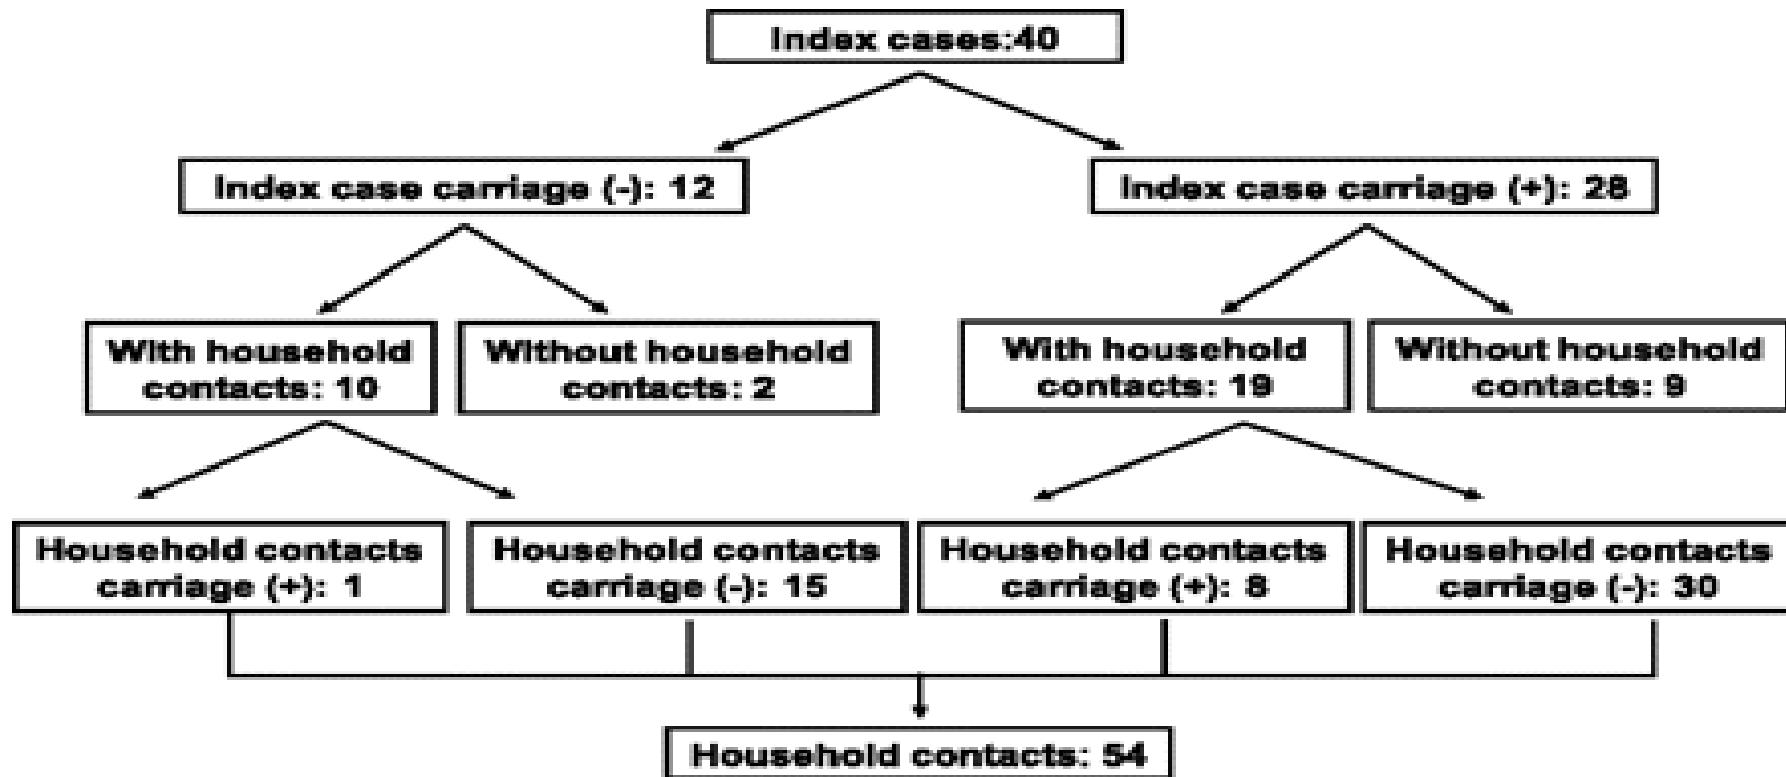 Index cases:40
Index case carriage (-): 12
Index case carriage (+): 28
With household
contacts: 10
Without household
contacts: 2
With household
contacts: 19
Without household
contacts: 9
Household contacts
carriage (+): 1
Household contacts
carriage (-): 15
Household contacts
carriage (+): 8
Household contacts
carriage (-): 30
Household contacts: 54